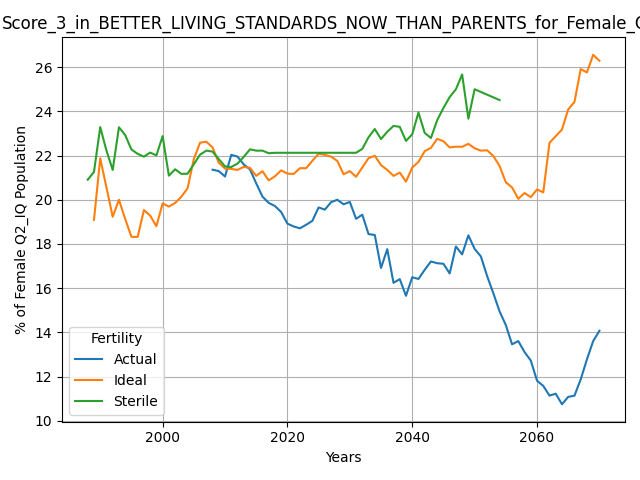 Score_3_in_BETTER_LIVING_STANDARDS_NOW_THAN_PARENTS_for_Female_
% of Female Q2_IQ Population
26
24
22
20
18
16
14
12
10
Fertility
Actual
Ideal
Sterile
2000
2020
2040
2060
Years